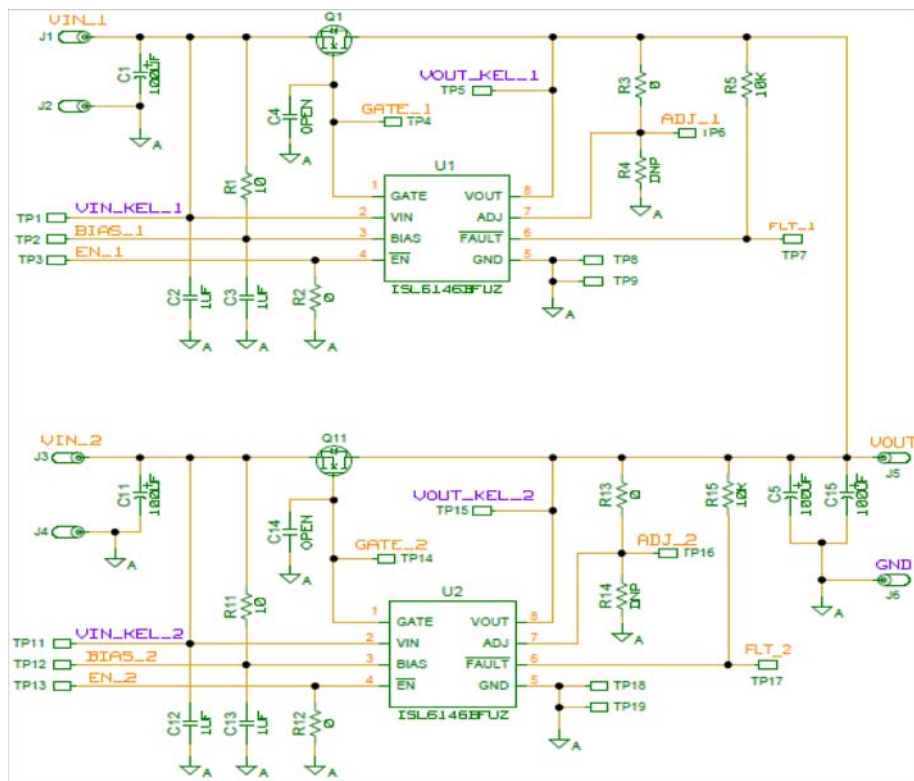 VIN_1
J1
Q1
C1
100UF
J2
A
C4
OPEN
A
GATE_1
TP4
VOUT_KEL_1
TP5
R3
0
R5
10K
ADJ_1
TP6
R4
DNP
A
R1
10
U1
1 GATE VOUT 8
2 VIN ADJ 7
3 BIAS FAULT 6
4 EN GND 5
ISL6146BFUZ
TP1 VIN_KEL_1
TP2 BIAS_1
TP3 EN_1
FLT_1
TP7
TP8
TP9
A
C2
1UF
C3
1UF
R2
0
A
A
A
VIN_2
J3
Q11
VOUT
J5
C11
100UF
J4
A
C14
OPEN
A
GATE_2
TP14
VOUT_KEL_2
TP15
R13
0
R15
10K
C5
100UF
C15
100UF
ADJ_2
TP16
R14
DNP
A
GND
J6
A
R11
10
U2
1 GATE VOUT 8
2 VIN ADJ 7
3 BIAS FAULT 6
4 EN GND 5
ISL6146BFUZ
TP11 VIN_KEL_2
TP12 BIAS_2
TP13 EN_2
FLT_2
TP17
TP18
TP19
A
C12
1UF
C13
1UF
R12
0
A
A
A